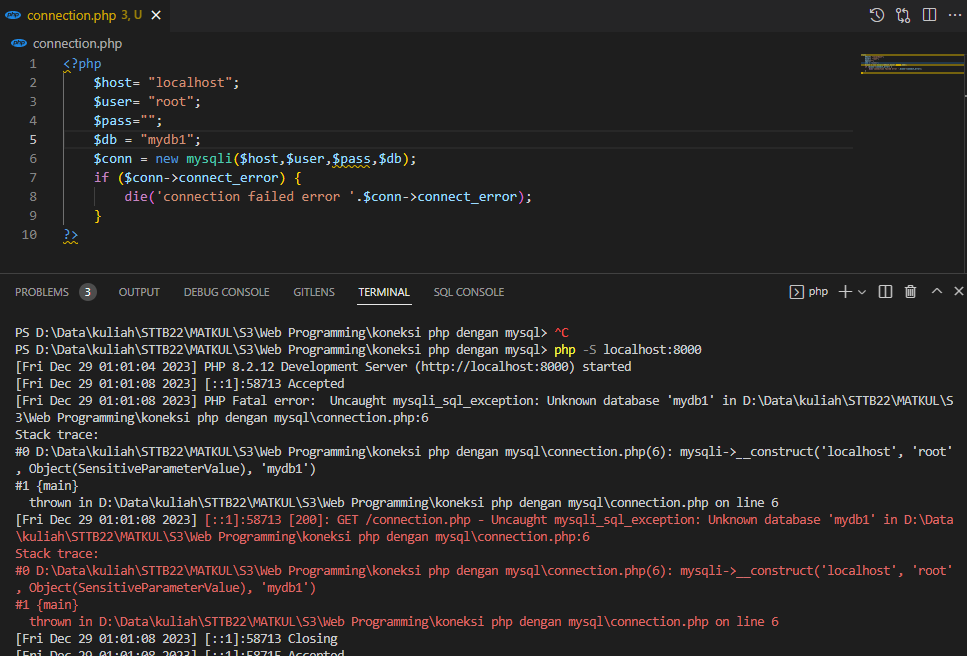 php connection.php 3, U
php connection.php
1 <?php
2 $host= "localhost";
3 $user= "root";
4 $pass="";
5 $db = "mydb1";
6 $conn = new mysqli($host,$user,$pass,$db);
7 if ($conn->connect_error) {
8 die('connection failed error '.$conn->connect_error);
9 }
10 ?>
PROBLEMS 3 OUTPUT DEBUG CONSOLE GITLENS TERMINAL SQL CONSOLE php
PS D:\Data\kuliah\STTB22\MATKUL\S3\Web Programming\koneksi php dengan mysql> ^C
PS D:\Data\kuliah\STTB22\MATKUL\S3\Web Programming\koneksi php dengan mysql> php -S localhost:8000
[Fri Dec 29 01:01:04 2023] PHP 8.2.12 Development Server (http://localhost:8000) started
[Fri Dec 29 01:01:08 2023] [::1]:58713 Accepted
[Fri Dec 29 01:01:08 2023] PHP Fatal error:  Uncaught mysqli_sql_exception: Unknown database 'mydb1' in D:\Data\kuliah\STTB22\MATKUL\S
3\Web Programming\koneksi php dengan mysql\connection.php:6
Stack trace:
#0 D:\Data\kuliah\STTB22\MATKUL\S3\Web Programming\koneksi php dengan mysql\connection.php(6): mysqli->__construct('localhost', 'root'
, Object(SensitiveParameterValue), 'mydb1')
#1 {main}
thrown in D:\Data\kuliah\STTB22\MATKUL\S3\Web Programming\koneksi php dengan mysql\connection.php on line 6
[Fri Dec 29 01:01:08 2023] [::1]:58713 [200]: GET /connection.php - Uncaught mysqli_sql_exception: Unknown database 'mydb1' in D:\Data
\kuliah\STTB22\MATKUL\S3\Web Programming\koneksi php dengan mysql\connection.php:6
Stack trace:
#0 D:\Data\kuliah\STTB22\MATKUL\S3\Web Programming\koneksi php dengan mysql\connection.php(6): mysqli->__construct('localhost', 'root'
, Object(SensitiveParameterValue), 'mydb1')
#1 {main}
thrown in D:\Data\kuliah\STTB22\MATKUL\S3\Web Programming\koneksi php dengan mysql\connection.php on line 6
[Fri Dec 29 01:01:08 2023] [::1]:58713 Closing
[Fri Dec 29 01:01:08 2023] [::1]:58715 Accepted